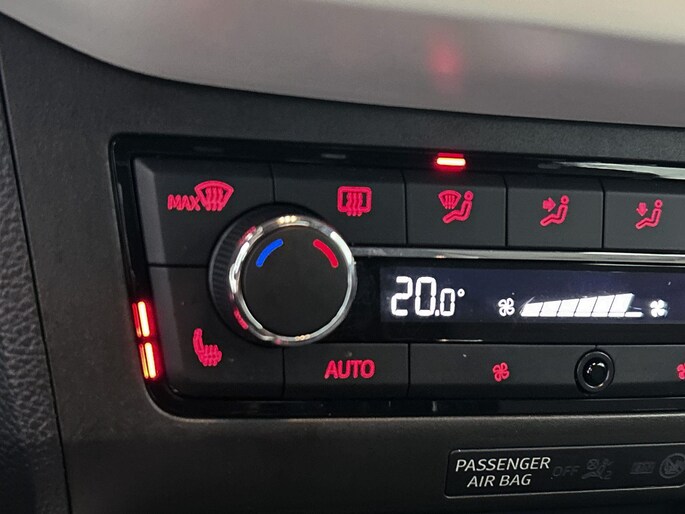 MAX
20.0°
AUTO
PASSENGER
AIR BAG
OFF